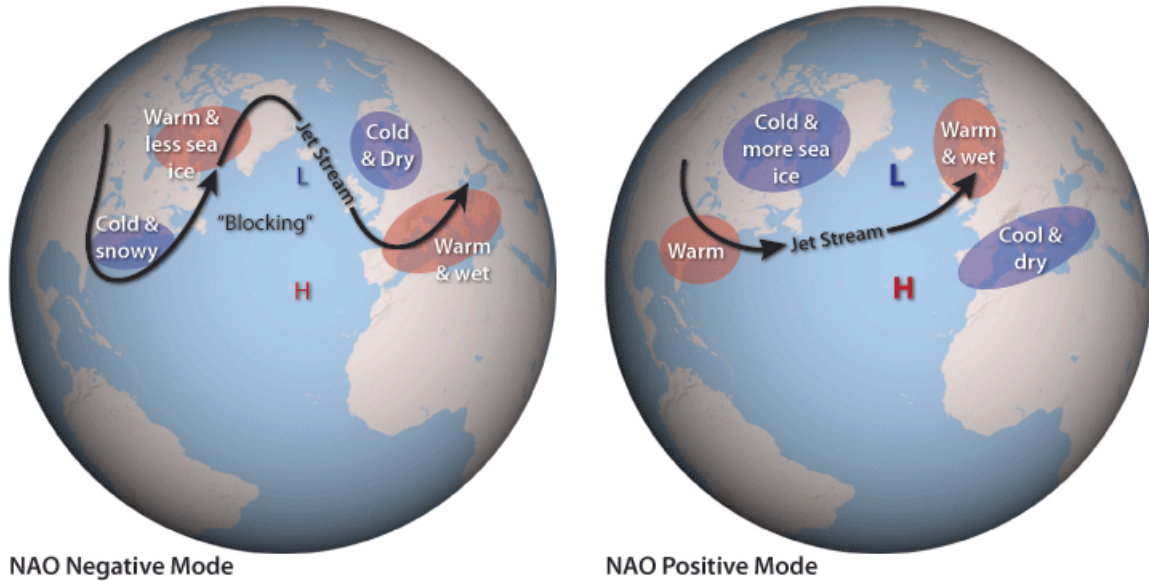 Warm &
less sea
ice
Jet Stream
Cold
& Dry
L
"Blocking"
Cold &
snowy
Warm
& wet
H
NAO Negative Mode
Cold &
more sea
ice
Warm
& wet
L
Warm
Jet Stream
Cool &
dry
H
NAO Positive Mode